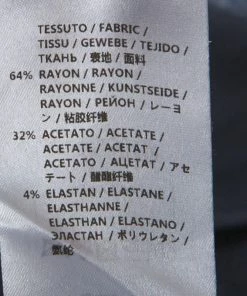 TESSUTO / FABRIC /
TISSU / GEWEBE / TEJIDO /
ТКАНЬ / 表地 / 面料
64% RAYON / RAYON /
RAYONNE / KUNSTSEIDE /
RAYON / РЕЙОН / レーヨ
ン / 粘胶纤维
32% ACETATO / ACETATE /
ACETATE / ACETAT /
ACETATO / АЦЕТАТ / アセ
テート / 醋酸纤维
4% ELASTAN / ELASTANE /
ELASTHANNE /
ELASTHAN / ELASTANO /
ЭЛАСТАН / ポリウレタン /
氨纶